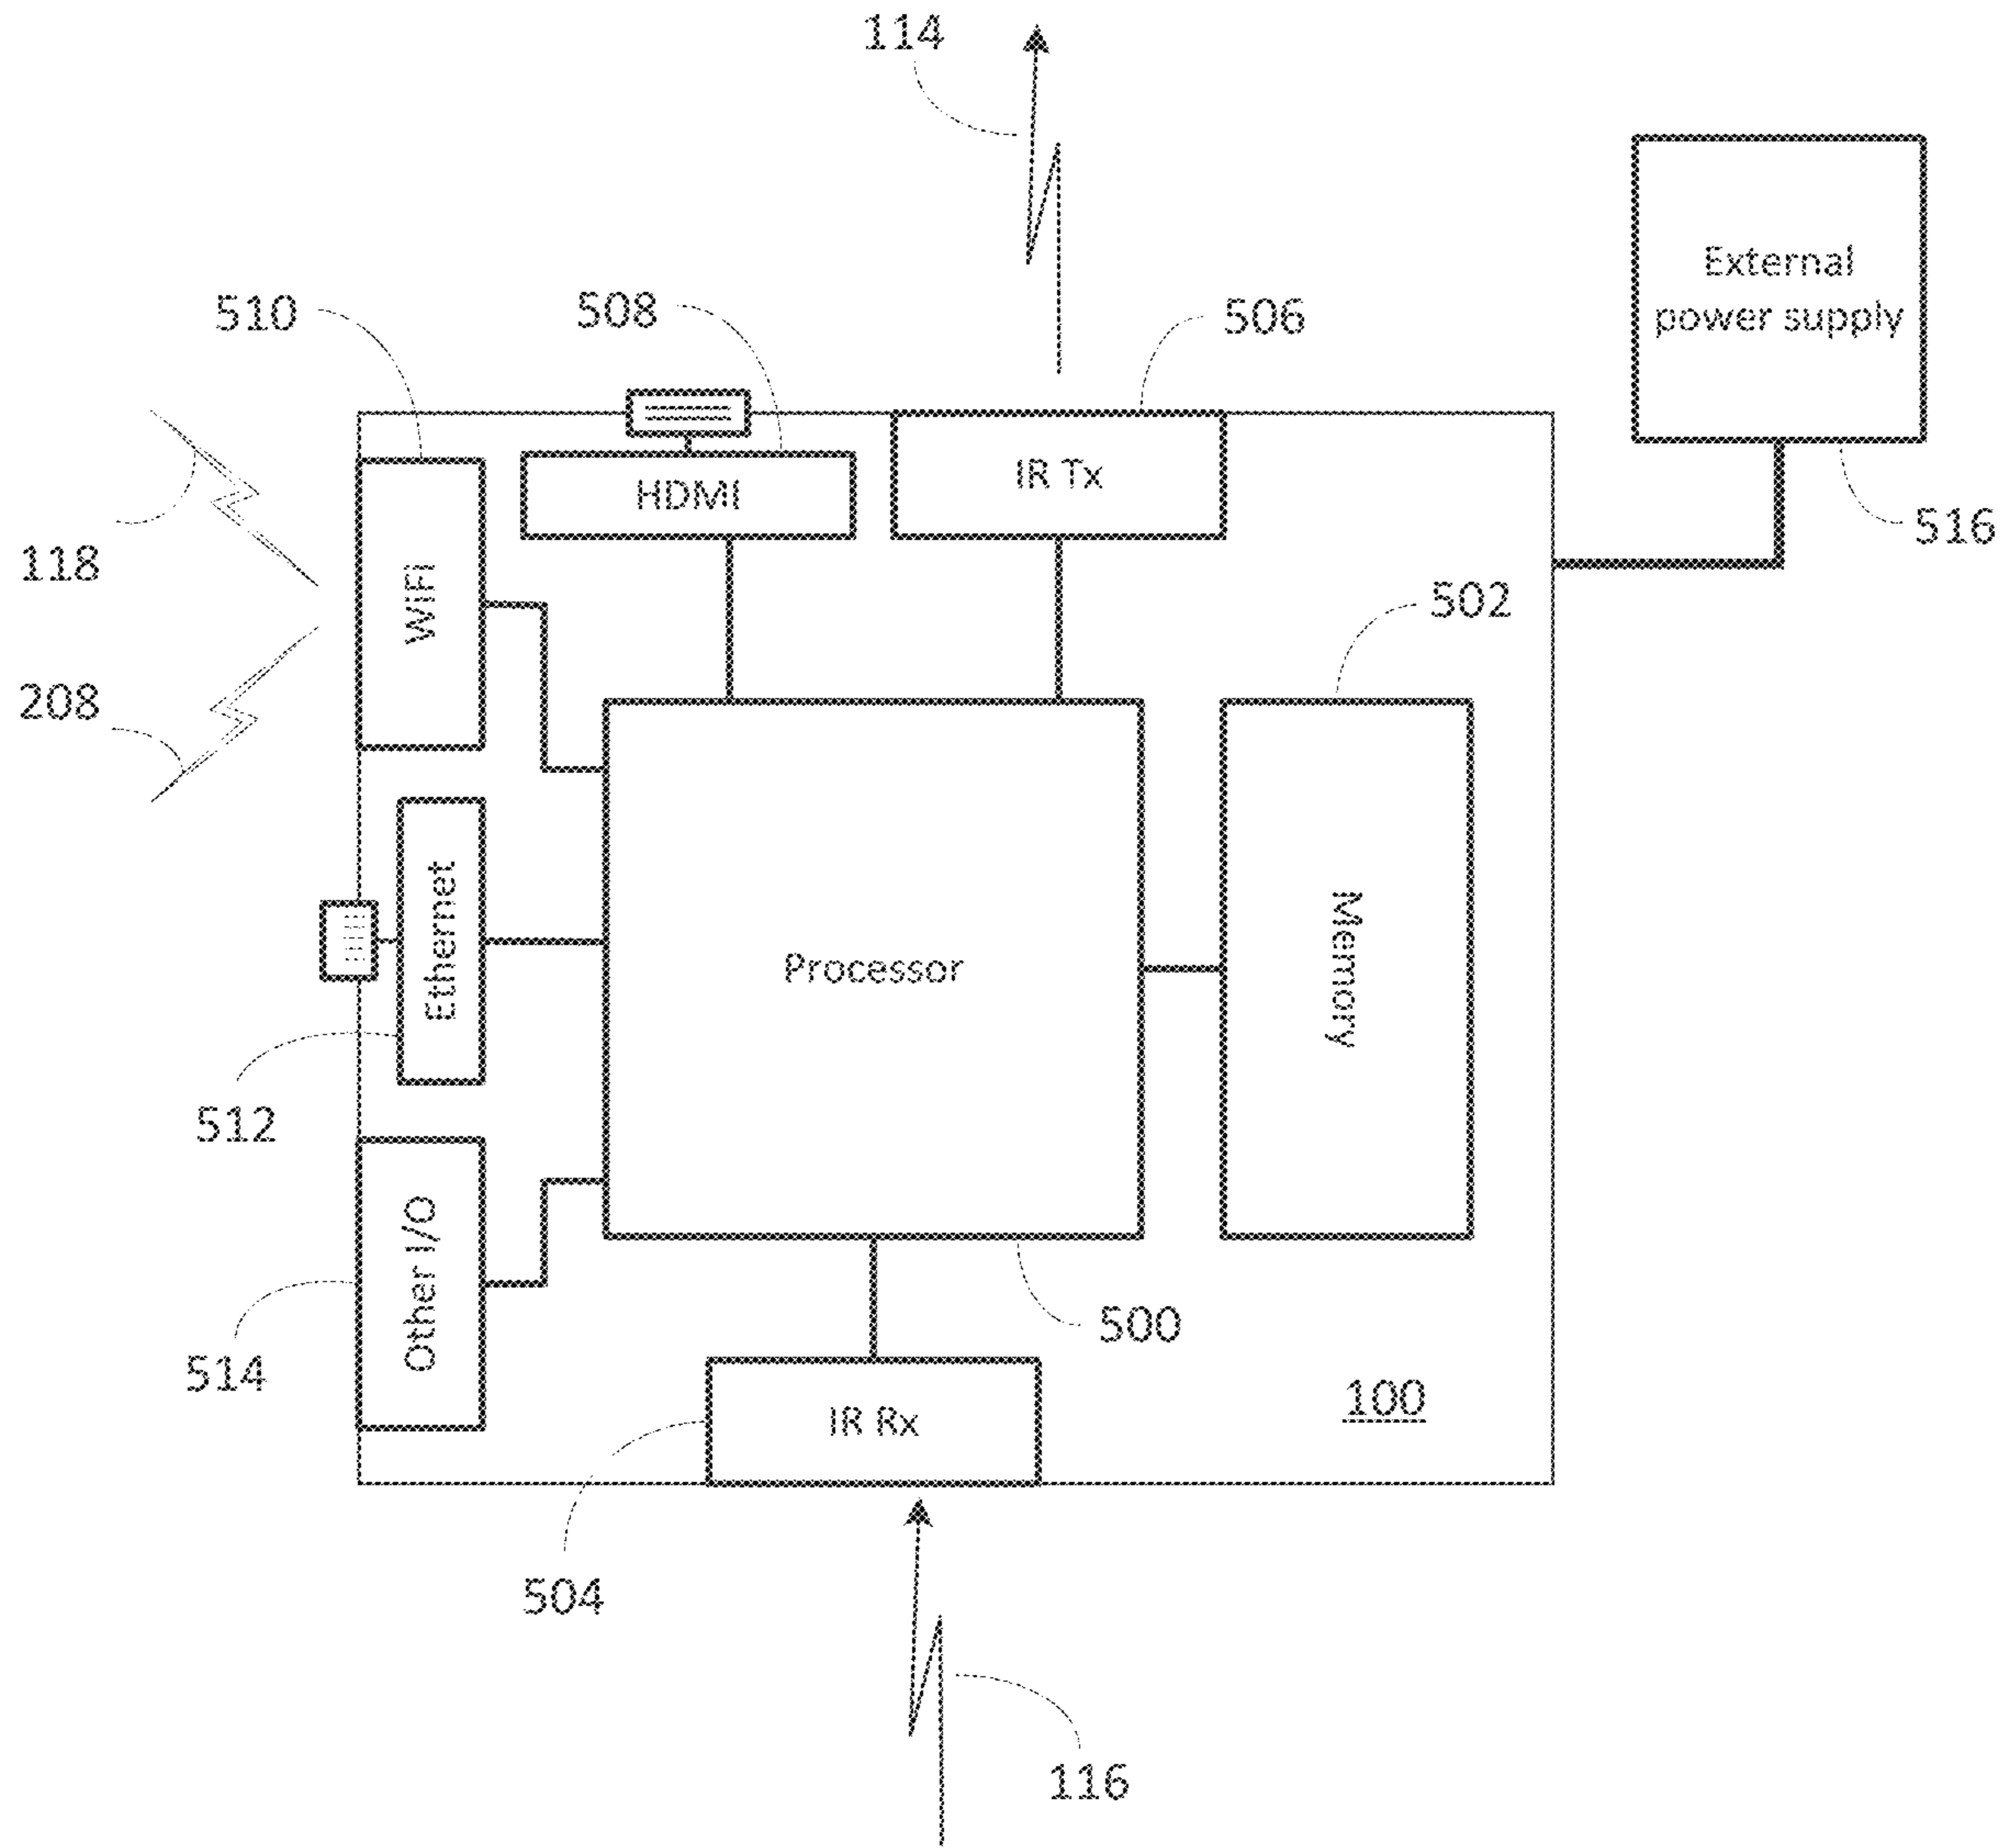 114
External
power supply
510
508
506
516
HDMI
IR Tx
118
WiFi
502
208
Ethernet
Processor
Memory
512
Other I/O
500
514
100
IR Rx
504
116